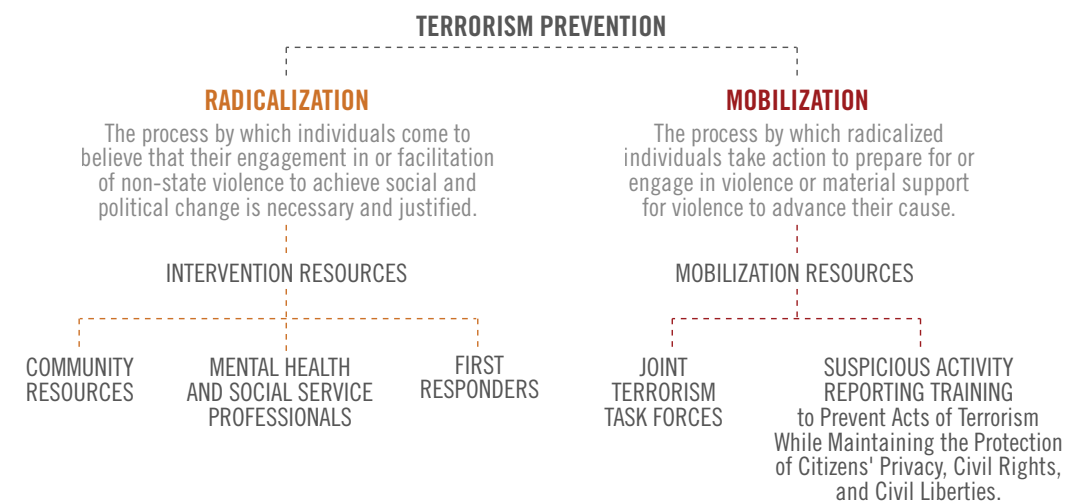 TERRORISM PREVENTION
RADICALIZATION
The process by which individuals come to
believe that their engagement in or facilitation
of non-state violence to achieve social and
political change is necessary and justified.
MOBILIZATION
The process by which radicalized
individuals take action to prepare for or
engage in violence or material support
for violence to advance their cause.
INTERVENTION RESOURCES
MOBILIZATION RESOURCES
COMMUNITY
RESOURCES
MENTAL HEALTH
AND SOCIAL SERVICE
PROFESSIONALS
FIRST
RESPONDERS
JOINT
TERRORISM
TASK FORCES
SUSPICIOUS ACTIVITY
REPORTING TRAINING
to Prevent Acts of Terrorism
While Maintaining the Protection
of Citizens' Privacy, Civil Rights,
and Civil Liberties.